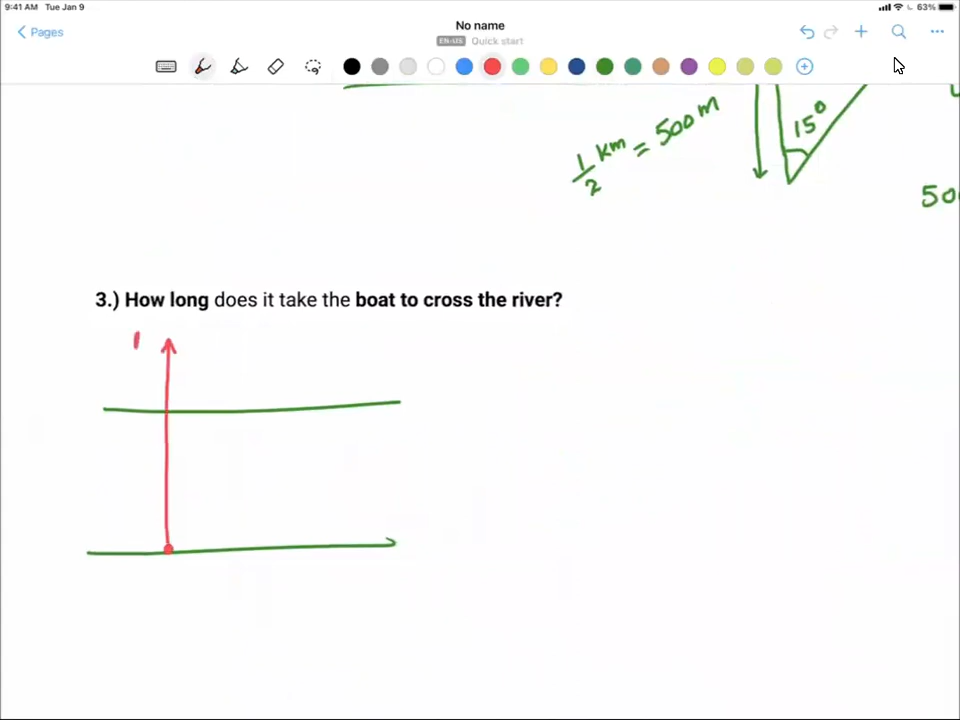 9:41 AM Tue Jan 9
63%
No name
Pages
EN-US Quick start
1/2 km = 500 m
15°
3.) How long does it take the boat to cross the river?